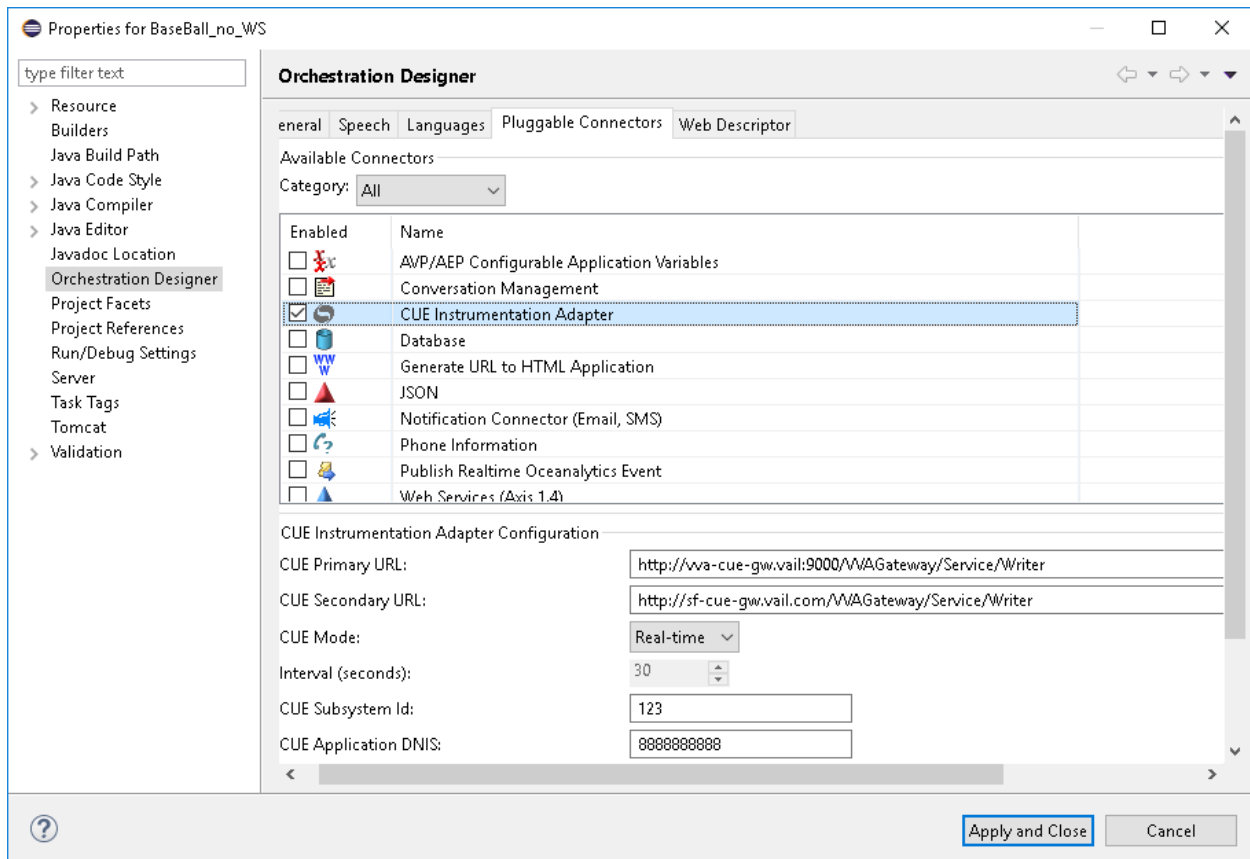 Properties for BaseBall_no_WS
type filter text
Resource
Builders
Java Build Path
Java Code Style
Java Compiler
Java Editor
Javadoc Location
Orchestration Designer
Project Facets
Project References
Run/Debug Settings
Server
Task Tags
Tomcat
Validation
Orchestration Designer
eneral Speech Languages Pluggable Connectors Web Descriptor
Available Connectors
Category: All
Enabled Name
AVP/AEP Configurable Application Variables
Conversation Management
CUE Instrumentation Adapter
Database
WWW Generate URL to HTML Application
JSON
Notification Connector (Email, SMS)
Phone Information
Publish Realtime Oceanalytics Event
Web Services (Axis 1.4)
CUE Instrumentation Adapter Configuration
CUE Primary URL: http://vva-cue-gw.vail:9000/VVAGateway/Service/Writer
CUE Secondary URL: http://sf-cue-gw.vail.com/VVAGateway/Service/Writer
CUE Mode: Real-time
Interval (seconds): 30
CUE Subsystem Id: 123
CUE Application DNIS: 8888888888
?
Apply and Close Cancel